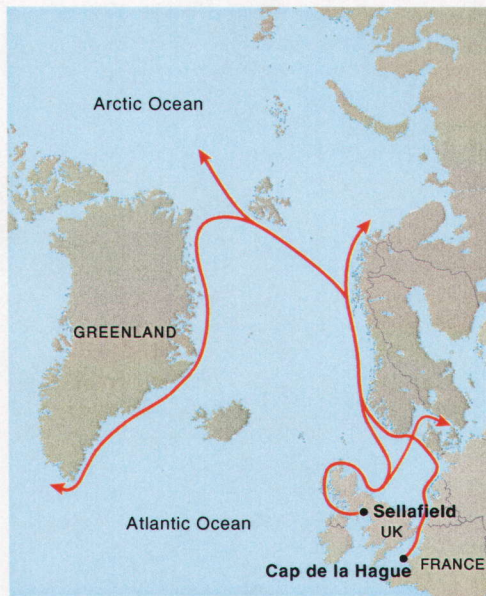 Arctic Ocean
GREENLAND
Atlantic Ocean
Sellafield
UK
Cap de la Hague
FRANCE